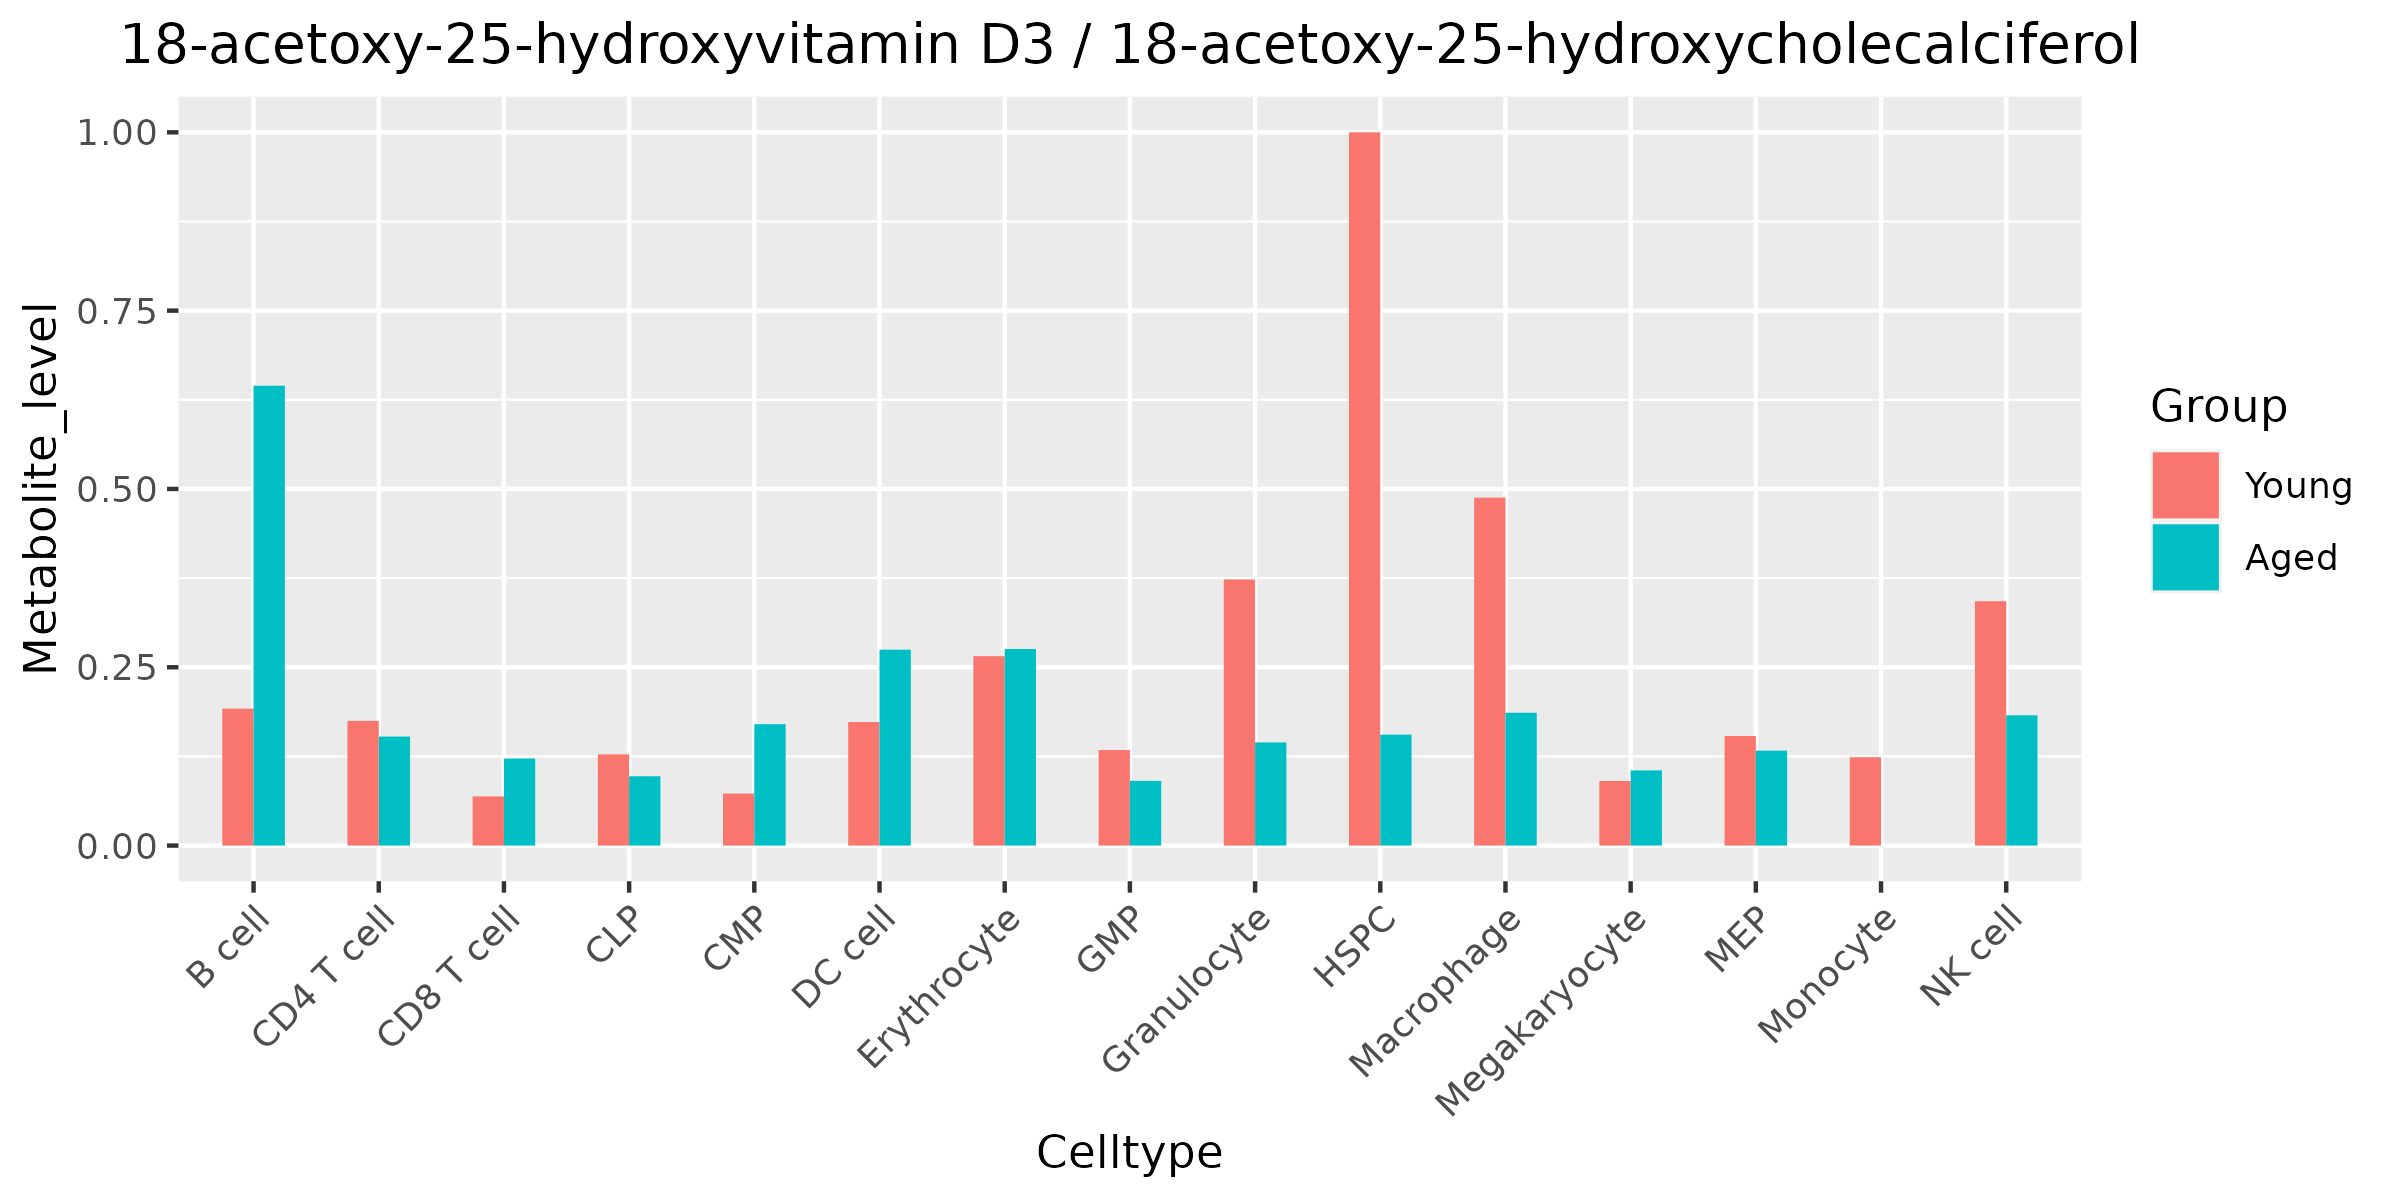 18-acetoxy-25-hydroxyvitamin D3 / 18-acetoxy-25-hydroxycholecalciferol
Metabolite_level
1.00
0.75
0.50
0.25
0.00
B cell
CD4 T cell
CD8 T cell
CLP
CMP
DC cell
Erythrocyte
GMP
Granulocyte
HSPC
Macrophage
Megakaryocyte
MEP
Monocyte
NK cell
Celltype
Group
Young
Aged